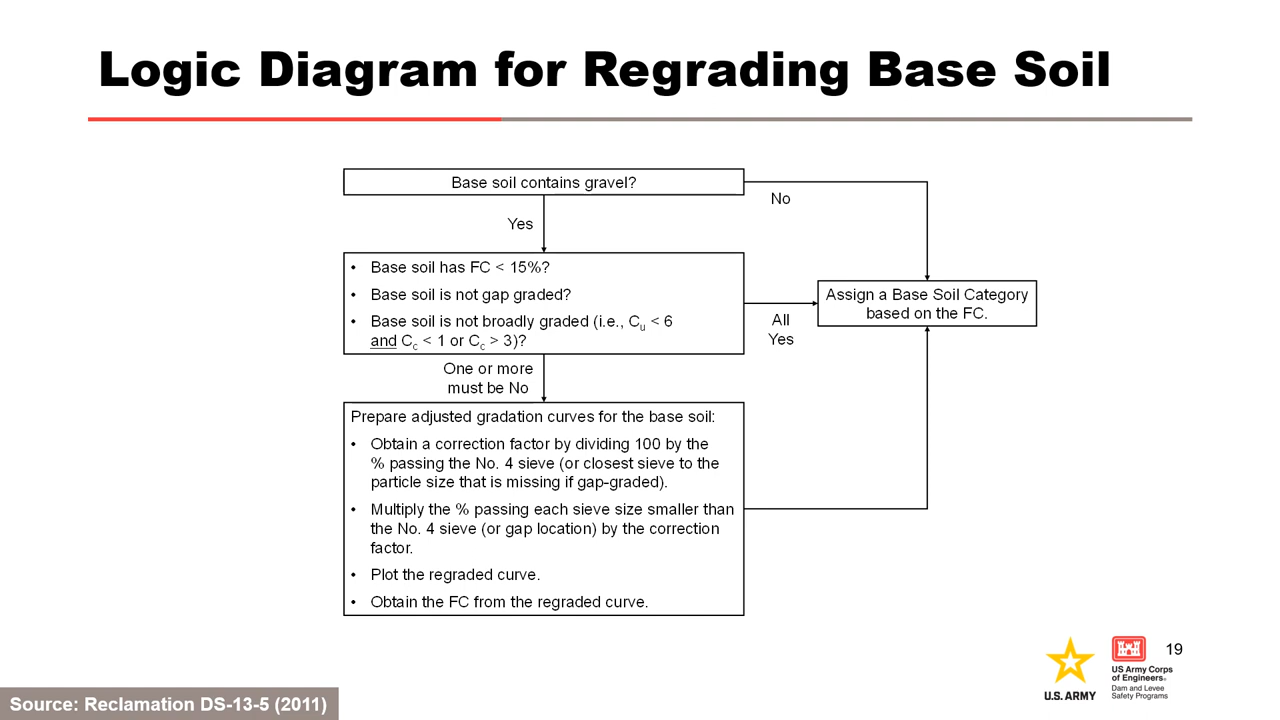 Logic Diagram for Regrading Base Soil
Base soil contains gravel?
No
Yes
• Base soil has FC < 15%?
• Base soil is not gap graded?
• Base soil is not broadly graded (i.e., Cu < 6
and Cc < 1 or Cc > 3)?
All
Yes
Assign a Base Soil Category
based on the FC.
One or more
must be No
Prepare adjusted gradation curves for the base soil:
• Obtain a correction factor by dividing 100 by the
% passing the No. 4 sieve (or closest sieve to the
particle size that is missing if gap-graded).
• Multiply the % passing each sieve size smaller than
the No. 4 sieve (or gap location) by the correction
factor.
• Plot the regraded curve.
• Obtain the FC from the regraded curve.
19
U.S. ARMY
US Army Corps
of Engineers®
Dam and Levee
Safety Programs
Source: Reclamation DS-13-5 (2011)